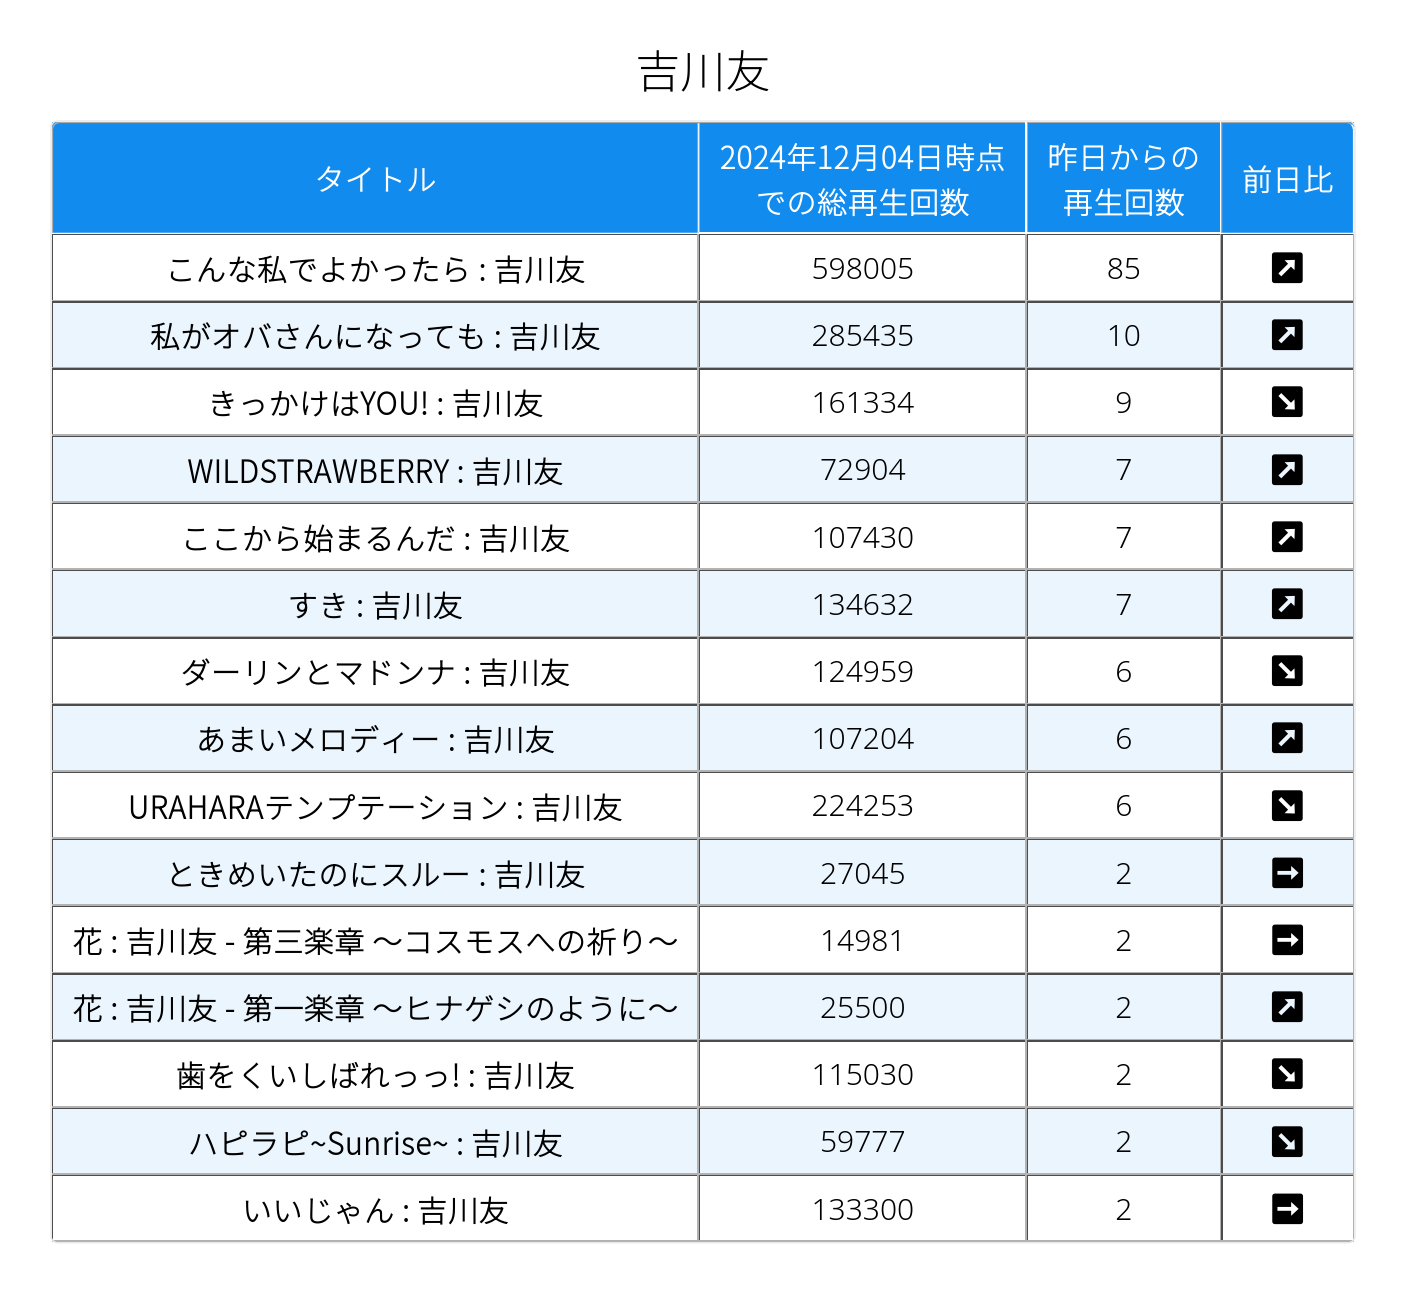 吉川友
タイトル 2024年12月04日時点での総再生回数 昨日からの再生回数 前日比
こんな私でよかったら : 吉川友 598005 85 ↗
私がオバさんになっても : 吉川友 285435 10 ↗
きっかけはYOU! : 吉川友 161334 9 ↘
WILDSTRAWBERRY : 吉川友 72904 7 ↗
ここから始まるんだ : 吉川友 107430 7 ↗
すき : 吉川友 134632 7 ↗
ダーリンとマドンナ : 吉川友 124959 6 ↘
あまいメロディー : 吉川友 107204 6 ↗
URAHARAテンプテーション : 吉川友 224253 6 ↘
ときめいたのにスルー : 吉川友 27045 2 →
花 : 吉川友 - 第三楽章 〜コスモスへの祈り〜 14981 2 →
花 : 吉川友 - 第一楽章 〜ヒナゲシのように〜 25500 2 ↗
歯をくいしばれっっ! : 吉川友 115030 2 ↘
ハピラピ~Sunrise~ : 吉川友 59777 2 ↘
いいじゃん : 吉川友 133300 2 →